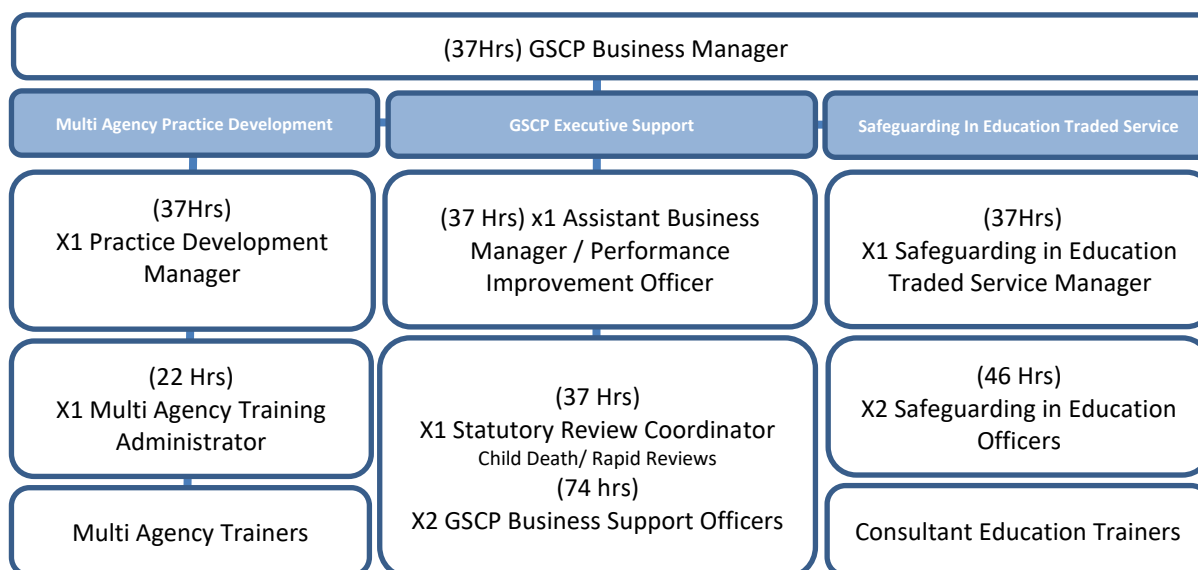 (37Hrs) GSCP Business Manager
Multi Agency Practice Development
GSCP Executive Support
Safeguarding In Education Traded Service
(37Hrs)
X1 Practice Development
Manager
(37 Hrs) x1 Assistant Business
Manager / Performance
Improvement Officer
(37Hrs)
X1 Safeguarding in Education
Traded Service Manager
(22 Hrs)
X1 Multi Agency Training
Administrator
(37 Hrs)
X1 Statutory Review Coordinator
Child Death/ Rapid Reviews
(74 hrs)
X2 GSCP Business Support Officers
(46 Hrs)
X2 Safeguarding in Education
Officers
Multi Agency Trainers
Consultant Education Trainers